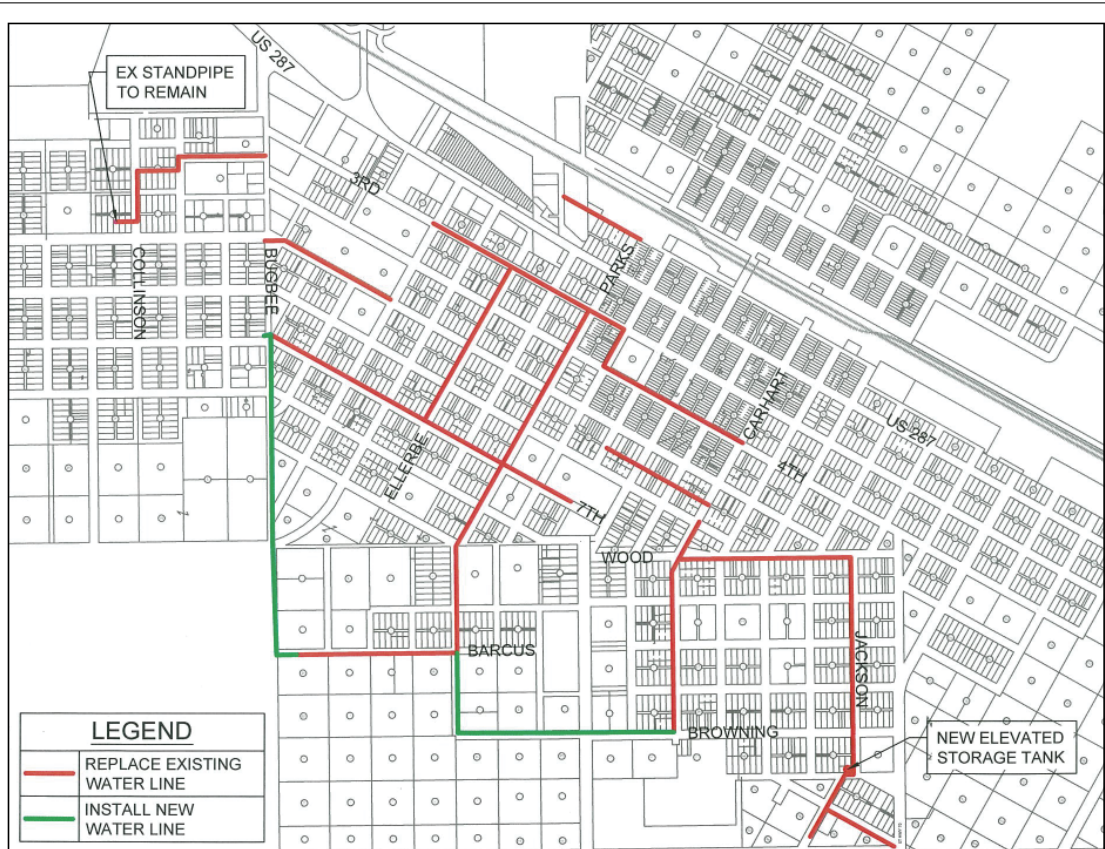 US 287
EX STANDPIPE
TO REMAIN
3RD
COLLINSON
BUGBEE
PARKS
CARHART
US 287
4TH
ELLERBE
7TH
WOOD
BARCUS
JACKSON
BROWNING
NEW ELEVATED
STORAGE TANK
LEGEND
REPLACE EXISTING
WATER LINE
INSTALL NEW
WATER LINE